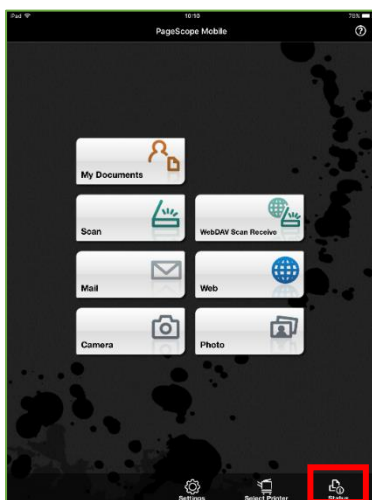 iPad 10:10 78%
PageScope Mobile
My Documents
Scan WebDAV Scan Receive
Mail Web
Camera Photo
Settings Select Printer Status